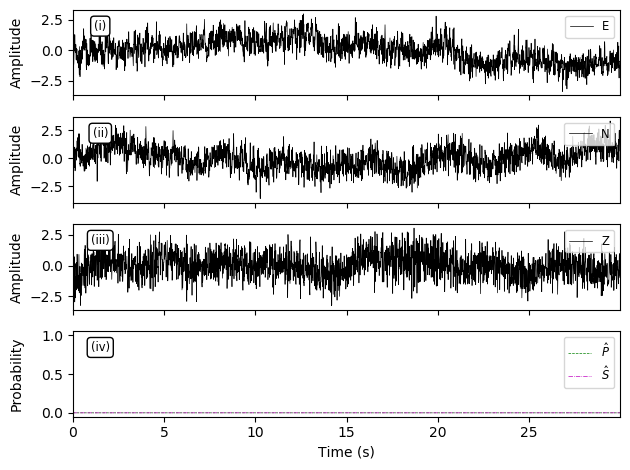 Amplitude
2.5
0.0
−2.5
(i)
E
Amplitude
2.5
0.0
−2.5
(ii)
N
Amplitude
2.5
0.0
−2.5
(iii)
Z
Probability
1.0
0.5
0.0
(iv)
P̂
Ŝ
0 5 10 15 20 25
Time (s)